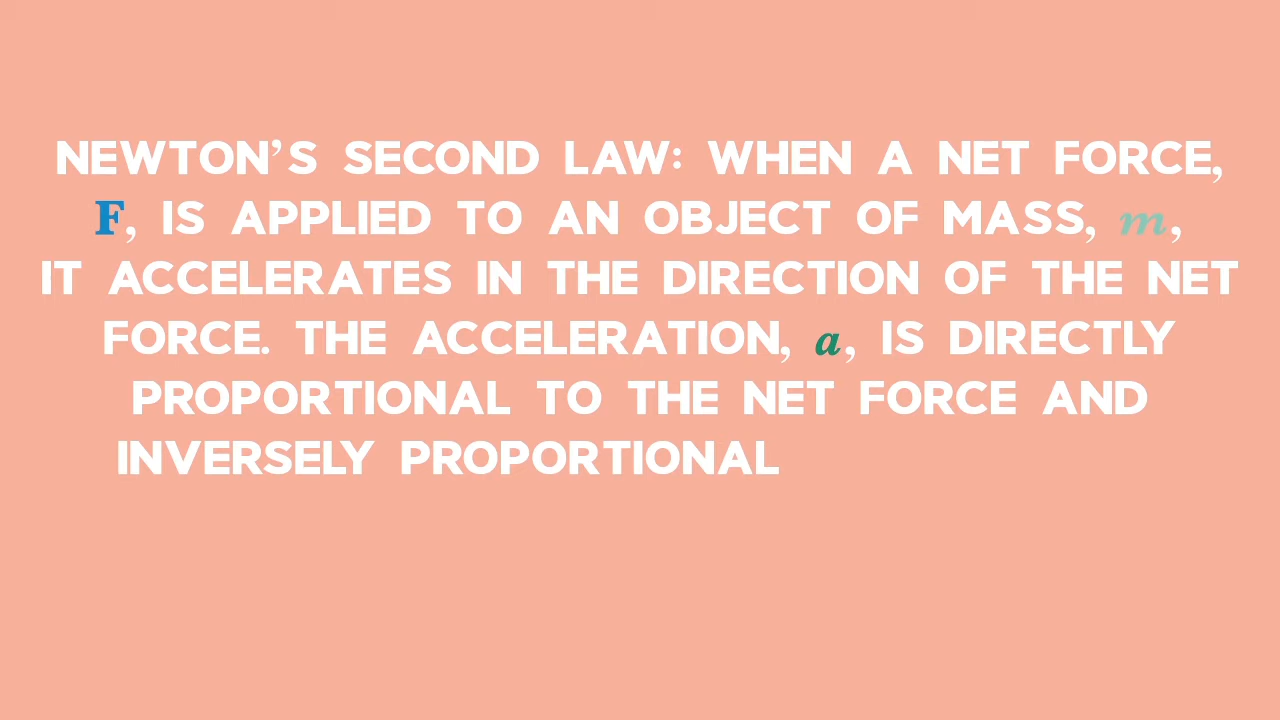 NEWTON'S SECOND LAW: WHEN A NET FORCE,
F, IS APPLIED TO AN OBJECT OF MASS, m,
IT ACCELERATES IN THE DIRECTION OF THE NET
FORCE. THE ACCELERATION, a, IS DIRECTLY
PROPORTIONAL TO THE NET FORCE AND
INVERSELY PROPORTIONAL